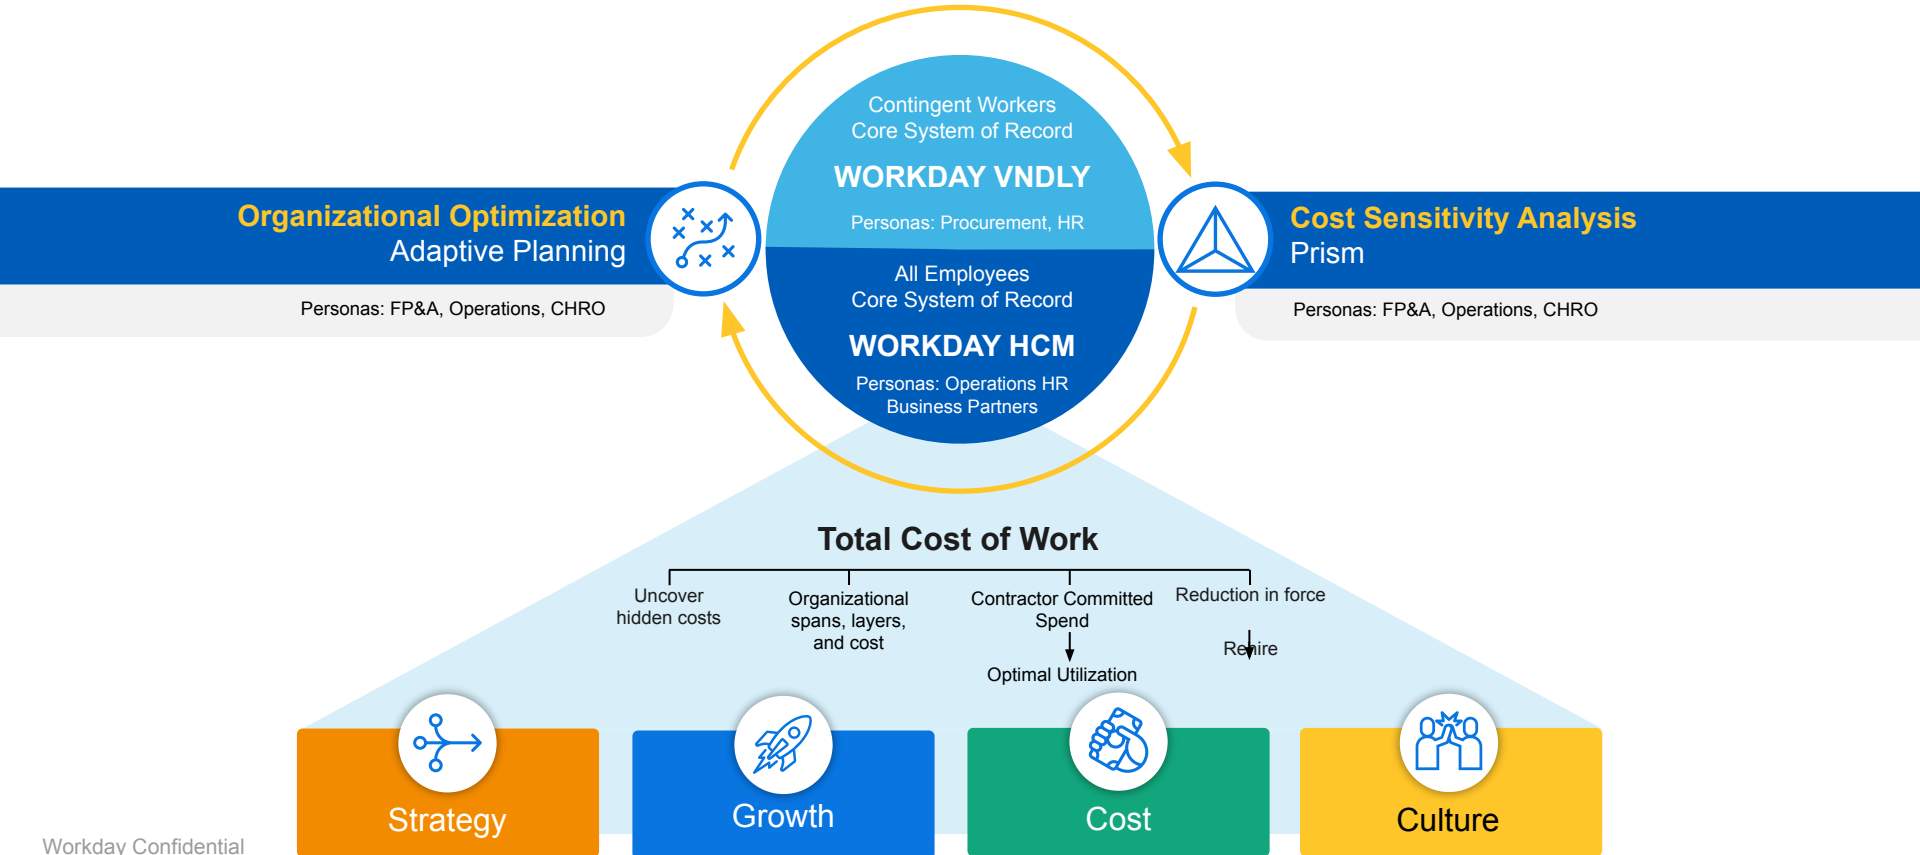 Contingent Workers
Core System of Record
WORKDAY VNDLY
Personas: Procurement, HR
Organizational Optimization
Adaptive Planning
Personas: FP&A, Operations, CHRO
Cost Sensitivity Analysis
Prism
Personas: FP&A, Operations, CHRO
All Employees
Core System of Record
WORKDAY HCM
Personas: Operations HR
Business Partners
Total Cost of Work
Uncover
hidden costs
Organizational
spans, layers,
and cost
Contractor Committed
Spend
Optimal Utilization
Reduction in force
Rehire
Strategy
Growth
Cost
Culture
Workday Confidential